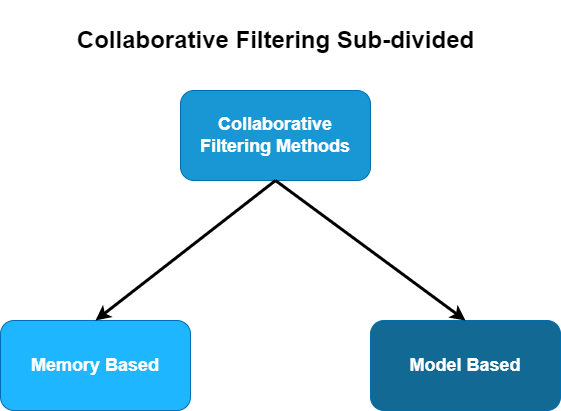 Collaborative Filtering Sub-divided
Collaborative
Filtering Methods
Memory Based
Model Based